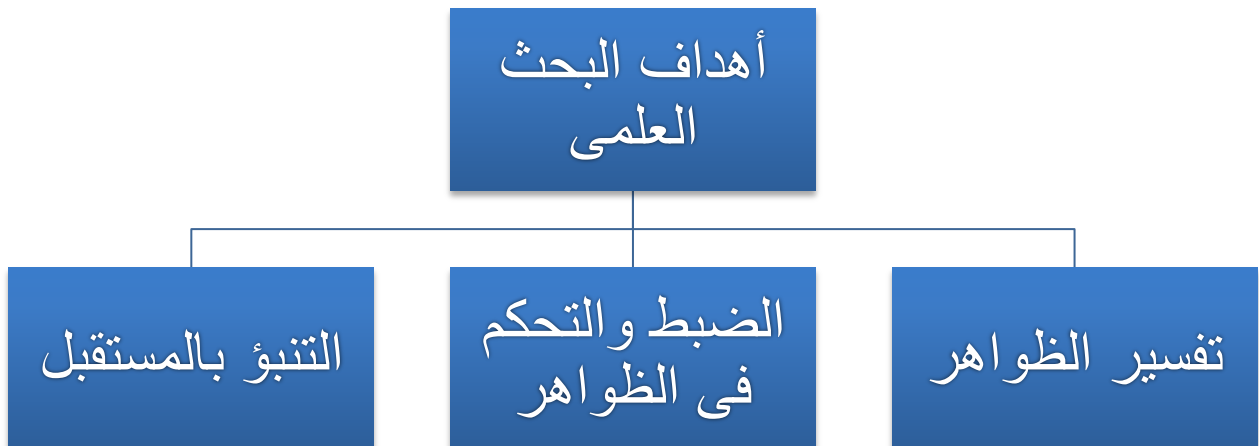 أهداف البحث
العلمى
تفسير الظواهر
الضبط والتحكم
فى الظواهر
التنبؤ بالمستقبل